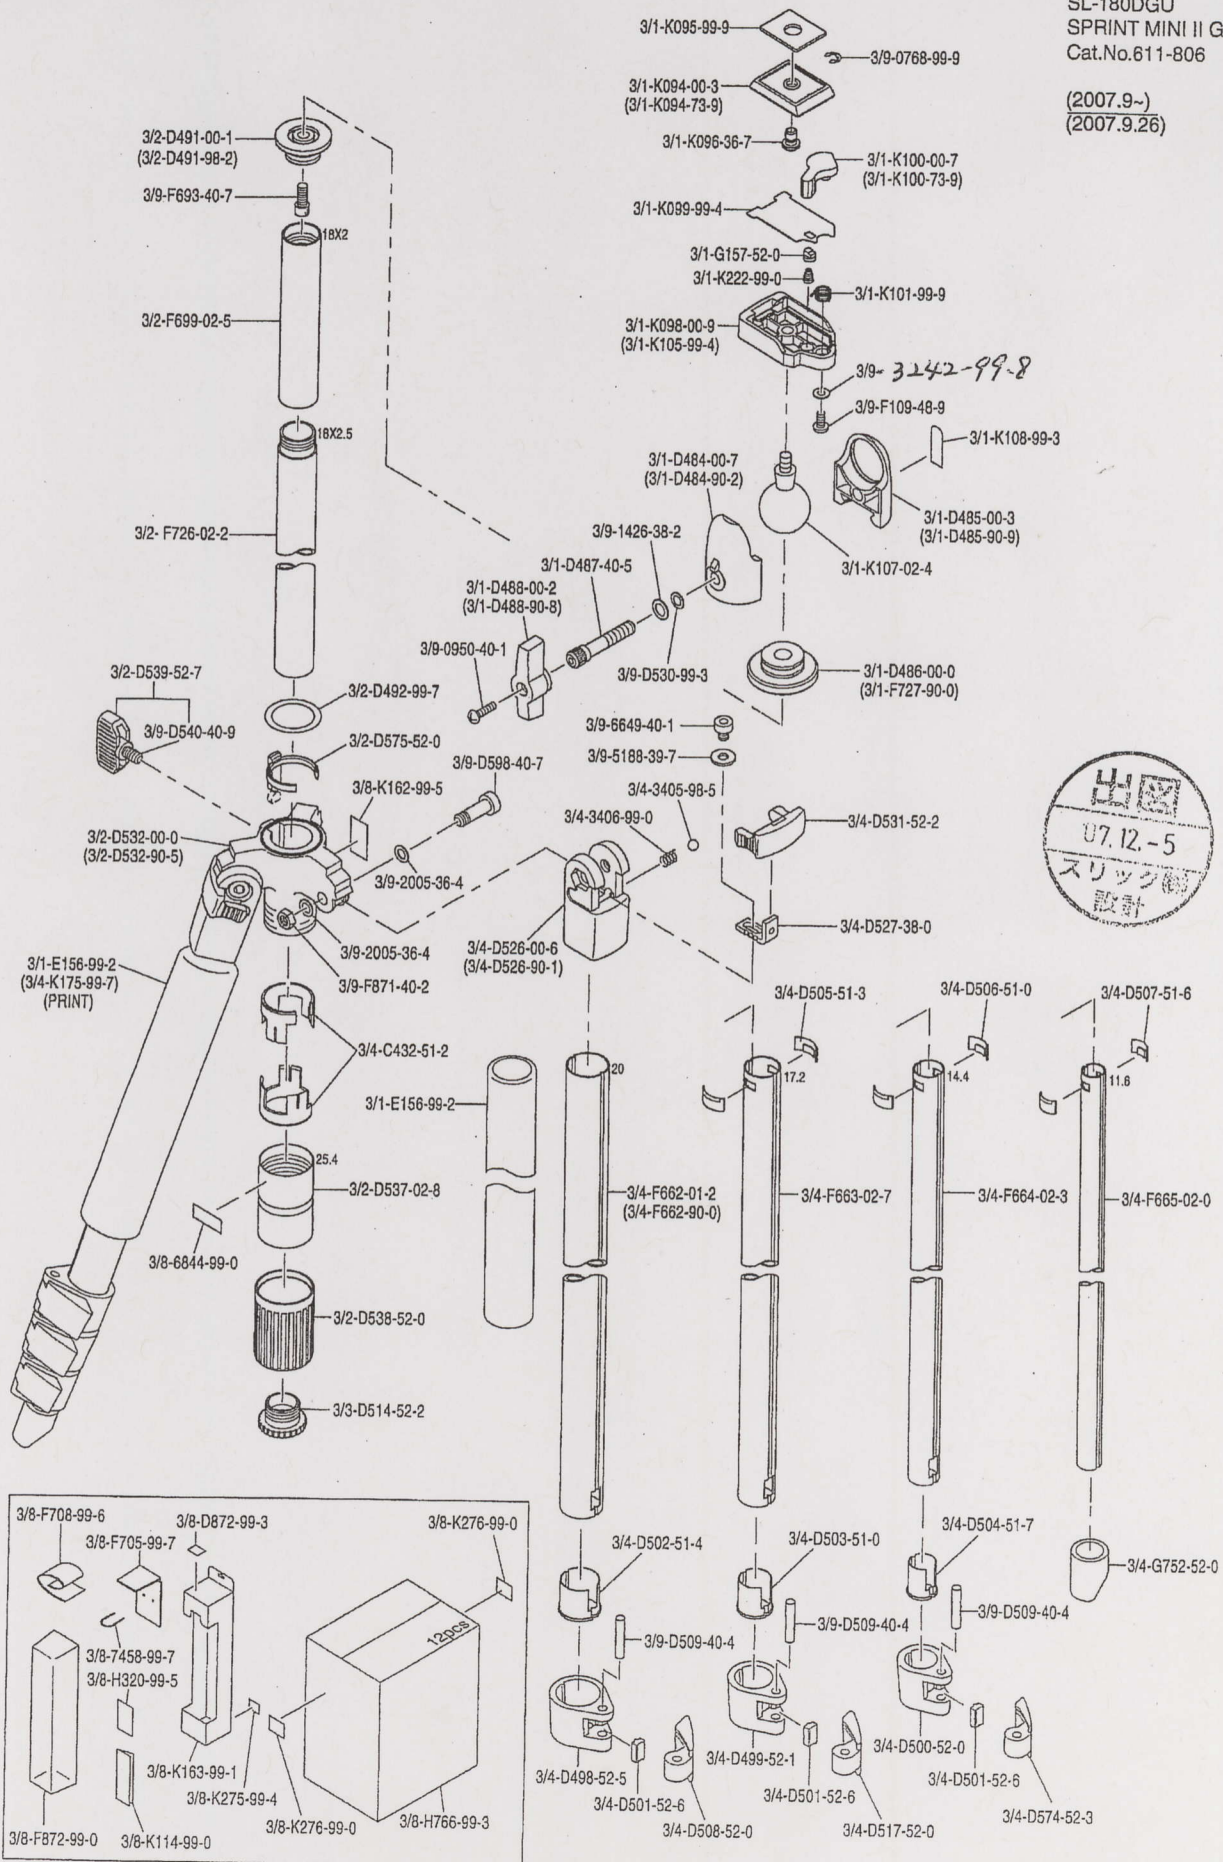 SL-180DGU
SPRINT MINI II G
Cat.No.611-806
(2007.9~)
(2007.9.26)
3/1-K095-99-9
3/9-0768-99-9
3/1-K094-00-3
(3/1-K094-73-9)
3/1-K096-36-7
3/1-K100-00-7
(3/1-K100-73-9)
3/1-K099-99-4
3/1-G157-52-0
3/1-K222-99-0
3/1-K101-99-9
3/1-K098-00-9
(3/1-K105-99-4)
3/9-3242-99-8
3/9-F109-48-9
3/1-K108-99-3
3/1-D484-00-7
(3/1-D484-90-2)
3/1-D485-00-3
(3/1-D485-90-9)
3/1-K107-02-4
3/2-D491-00-1
(3/2-D491-98-2)
3/9-F693-40-7
18X2
3/2-F699-02-5
18X2.5
3/2- F726-02-2
3/9-1426-38-2
3/1-D487-40-5
3/1-D488-00-2
(3/1-D488-90-8)
3/9-0950-40-1
3/9-D530-99-3
3/1-D486-00-0
(3/1-F727-90-0)
3/2-D539-52-7
3/9-D540-40-9
3/2-D492-99-7
3/2-D575-52-0
3/9-D598-40-7
3/8-K162-99-5
3/9-6649-40-1
3/9-5188-39-7
3/4-3405-98-5
3/4-3406-99-0
3/4-D531-52-2
3/2-D532-00-0
(3/2-D532-90-5)
3/9-2005-36-4
3/9-2005-36-4
3/9-F871-40-2
3/4-D526-00-6
(3/4-D526-90-1)
3/4-D527-38-0
出図
'07.12.-5
スリック㈱
設計
3/1-E156-99-2
(3/4-K175-99-7)
(PRINT)
3/4-C432-51-2
3/1-E156-99-2
25.4
3/2-D537-02-8
3/8-6844-99-0
3/2-D538-52-0
3/3-D514-52-2
20
3/4-F662-01-2
(3/4-F662-90-0)
3/4-D505-51-3
17.2
3/4-F663-02-7
3/4-D506-51-0
14.4
3/4-F664-02-3
3/4-D507-51-6
11.6
3/4-F665-02-0
3/4-D502-51-4
3/9-D509-40-4
3/4-D498-52-5
3/4-D501-52-6
3/4-D508-52-0
3/4-D503-51-0
3/9-D509-40-4
3/4-D499-52-1
3/4-D501-52-6
3/4-D517-52-0
3/4-D504-51-7
3/9-D509-40-4
3/4-D500-52-0
3/4-D501-52-6
3/4-D574-52-3
3/4-G752-52-0
3/8-F708-99-6
3/8-F705-99-7
3/8-D872-99-3
3/8-K276-99-0
12pcs
3/8-7458-99-7
3/8-H320-99-5
3/8-K163-99-1
3/8-K275-99-4
3/8-K276-99-0
3/8-H766-99-3
3/8-F872-99-0
3/8-K114-99-0